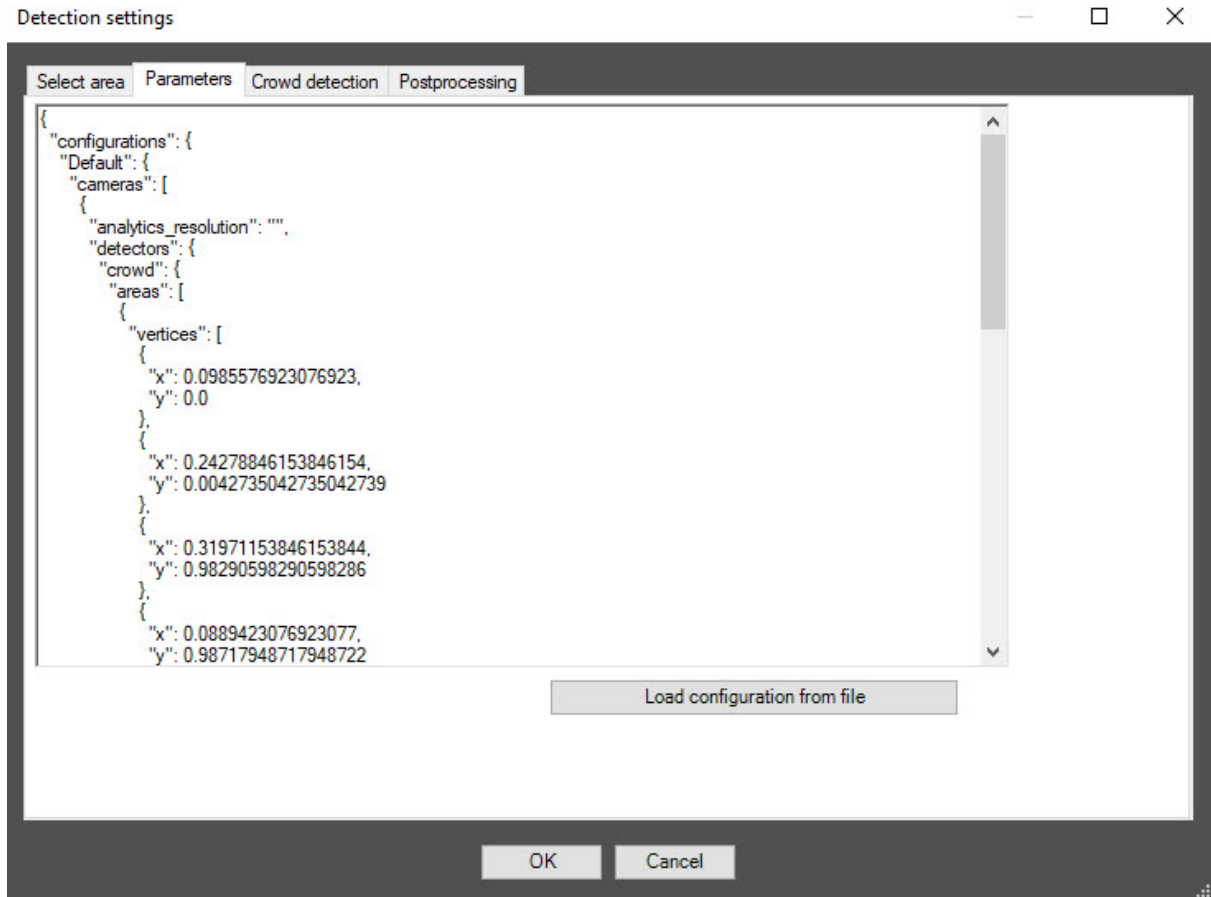 Detection settings
Select area Parameters Crowd detection Postprocessing
{
"configurations": {
"Default": {
"cameras": [
{
"analytics_resolution": "",
"detectors": {
"crowd": {
"areas": [
{
"vertices": [
{
"x": 0.0985576923076923,
"y": 0.0
},
{
"x": 0.24278846153846154,
"y": 0.0042735042735042739
},
{
"x": 0.31971153846153844,
"y": 0.98290598290598286
},
{
"x": 0.0889423076923077,
"y": 0.98717948717948722
Load configuration from file
OK Cancel